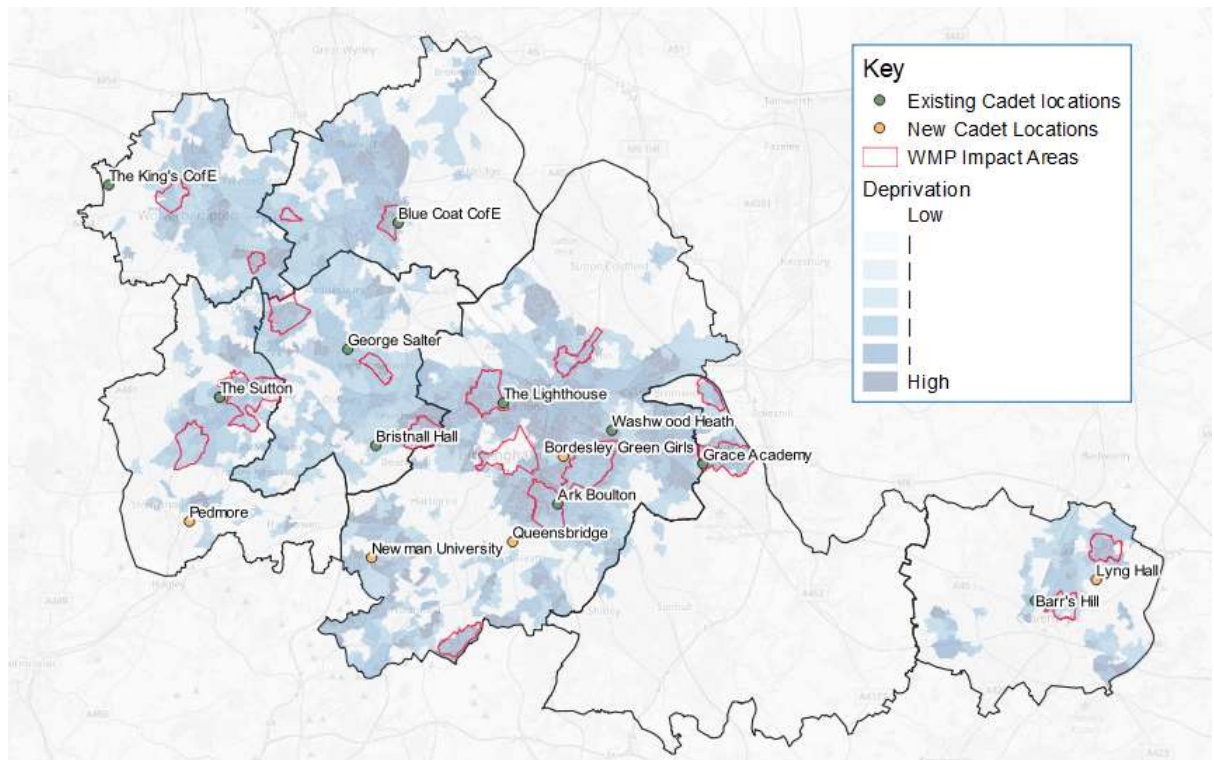 Key
Existing Cadet locations
New Cadet Locations
WMP Impact Areas
Deprivation
Low
High
The King's CofE
Blue Coat CofE
George Salter
The Sutton
The Lighthouse
Washwood Heath
Bristnall Hall
Bordesley Green Girls
Grace Academy
Ark Boulton
Pedmore
Queensbridge
Newman University
Lyng Hall
Barr's Hill